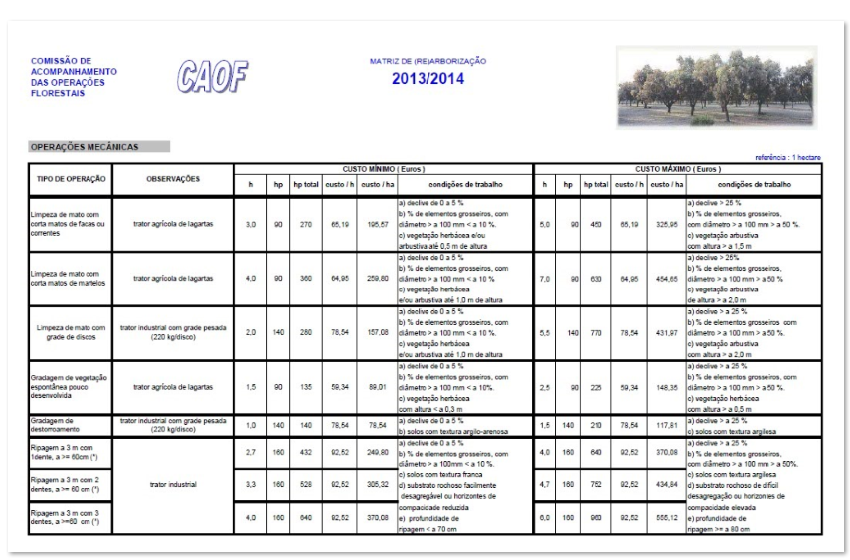 COMISSÃO DE
ACOMPANHAMENTO
DAS OPERAÇÕES
FLORESTAIS
CAOF
MATRIZ DE (RE)ARBORIZAÇÃO
2013/2014
OPERAÇÕES MECÂNICAS
referência : 1 hectare
TIPO DE OPERAÇÃO OBSERVAÇÕES CUSTO MÍNIMO ( Euros ) CUSTO MÁXIMO ( Euros )
h hp hp total custo / h custo / ha condições de trabalho h hp hp total custo / h custo / ha condições de trabalho
Limpeza de mato com
corta matos de facas ou
correntes
trator agrícola de lagartas
3,0 90 270 65,19 195,57
a) declive de 0 a 5 %
b) % de elementos grosseiros, com
diâmetro > a 100 mm < a 10 %.
c) vegetação herbácea e/ou
arbustiva até 0,5 m de altura
5,0 90 450 65,19 325,95
a) declive > 25 %
b) % de elementos grosseiros,
com diâmetro > a 100 mm > a 50 %.
c) vegetação arbustiva
com altura > a 1,5 m
Limpeza de mato com
corta matos de martelos
trator agrícola de lagartas
4,0 90 360 64,95 259,80
a) declive de 0 a 5 %
b) % de elementos grosseiros, com
diâmetro > a 100 mm < a 10 %.
c) vegetação herbácea
e/ou arbustiva até 1,0 m de altura
7,0 90 630 64,95 454,65
a) declive > 25%
b) % de elementos grosseiros,
diâmetro > a 100 mm > a50 %
c) vegetação arbustiva
de altura > a 2,0 m
Limpeza de mato com
grade de discos
trator industrial com grade pesada
(220 kg/disco)
2,0 140 280 78,54 157,08
a) declive de 0 a 5 %
b) % de elementos grosseiros, com
diâmetro > a 100 mm < a 10 %.
c) vegetação herbácea
e/ou arbustiva até 1,0 m de altura
5,5 140 770 78,54 431,97
a) declive > a 25 %
b) % de elementos grosseiros com
diâmetro > a 100 mm > a50 %.
c) vegetação arbustiva
com altura > a 2,0 m
Gradagem de vegetação
espontânea pouco
desenvolvida
trator agrícola de lagartas
1,5 90 135 59,34 89,01
a) declive de 0 a 5 %
b) % de elementos grosseiros, com
diâmetro > a 100 mm < a 10%.
c) vegetação herbácea
com altura < a 0,3 m
2,5 90 225 59,34 148,35
a) declive > a 25 %
b) % de elementos grosseiros, com
diâmetro > a 100 mm > a50 %.
c) vegetação herbácea
com altura > a 0,5 m
Gradagem de
destorroamento
trator industrial com grade pesada
(220 kg/disco)
1,0 140 140 78,54 78,54
a) declive de 0 a 5 %
b) solos com textura argilo-arenosa
1,5 140 210 78,54 117,81
a) declive > a 25 %
c) solos com textura argilosa
Ripagem a 3 m com
1dente, a >= 60cm (*)
2,7 160 432 92,52 249,80
4,0 160 640 92,52 370,08
Ripagem a 3 m com 2
dentes, a >= 60 cm (*)
trator industrial
3,3 160 528 92,52 305,32
4,7 160 752 92,52 434,84
Ripagem a 3 m com 3
dentes, a >=60 cm (*)
4,0 160 640 92,52 370,08
6,0 160 960 92,52 555,12
a) declive de 0 a 5 %
b) % de elementos grosseiros, com
diâmetro > a 100mm < a 10 %.
c) solos com textura franca
d) substrato rochoso facilmente
desagregável ou horizontes de
compacidade reduzida
e) profundidade de
ripagem < a 70 cm
a) declive > a 25 %
b) % de elementos grosseiros,
com diâmetro > a 100 mm > a 50%.
c) solos com textura argilosa
d) substrato rochoso de difícil
desagregação ou horizontes de
compacidade elevada
e) profundidade de
ripagem >= a 80 cm